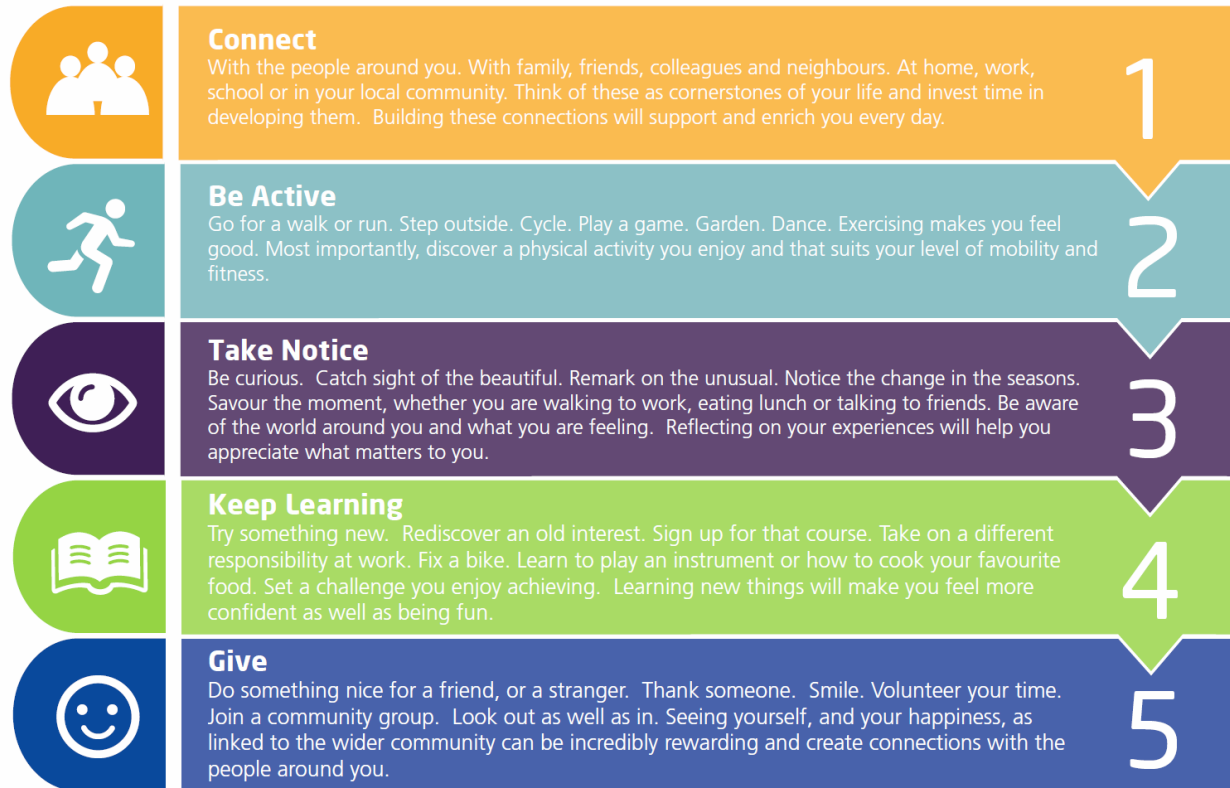 Connect
With the people around you. With family, friends, colleagues and neighbours. At home, work,
school or in your local community. Think of these as cornerstones of your life and invest time in
developing them.  Building these connections will support and enrich you every day.
1
Be Active
Go for a walk or run. Step outside. Cycle. Play a game. Garden. Dance. Exercising makes you feel
good. Most importantly, discover a physical activity you enjoy and that suits your level of mobility and
fitness.
2
Take Notice
Be curious.  Catch sight of the beautiful. Remark on the unusual. Notice the change in the seasons.
Savour the moment, whether you are walking to work, eating lunch or talking to friends. Be aware
of the world around you and what you are feeling.  Reflecting on your experiences will help you
appreciate what matters to you.
3
Keep Learning
Try something new.  Rediscover an old interest. Sign up for that course. Take on a different
responsibility at work. Fix a bike. Learn to play an instrument or how to cook your favourite
food. Set a challenge you enjoy achieving.  Learning new things will make you feel more
confident as well as being fun.
4
Give
Do something nice for a friend, or a stranger.  Thank someone.  Smile. Volunteer your time.
Join a community group.  Look out as well as in. Seeing yourself, and your happiness, as
linked to the wider community can be incredibly rewarding and create connections with the
people around you.
5